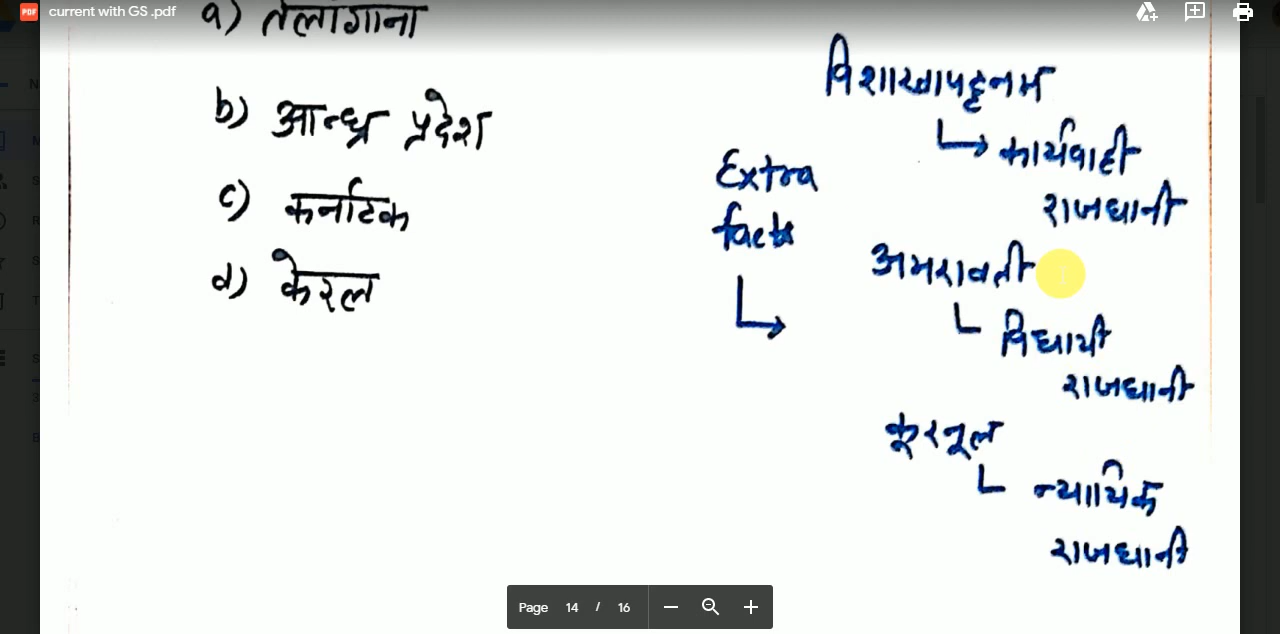 current with GS .pdf
a) तेलांगाना
b) आन्ध्र प्रदेश
c) कर्नाटक
d) केरल
Extra
facts
विशाखापट्टनम
कार्यवाही
राजधानी
अमरावती
विधायी
राजधानी
कूरनूल
न्यायिक
राजधानी
Page 14 / 16